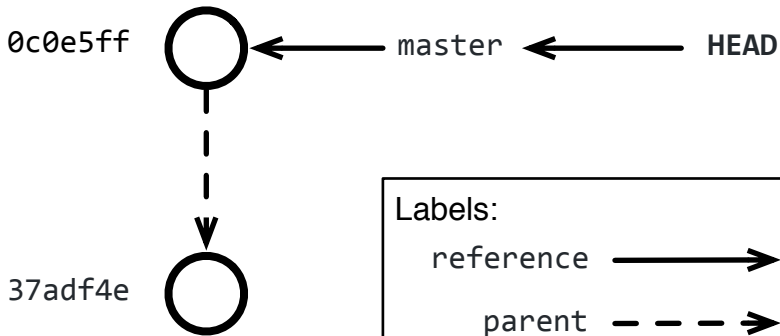 0c0e5ff master HEAD
37adf4e
Labels:
reference
parent